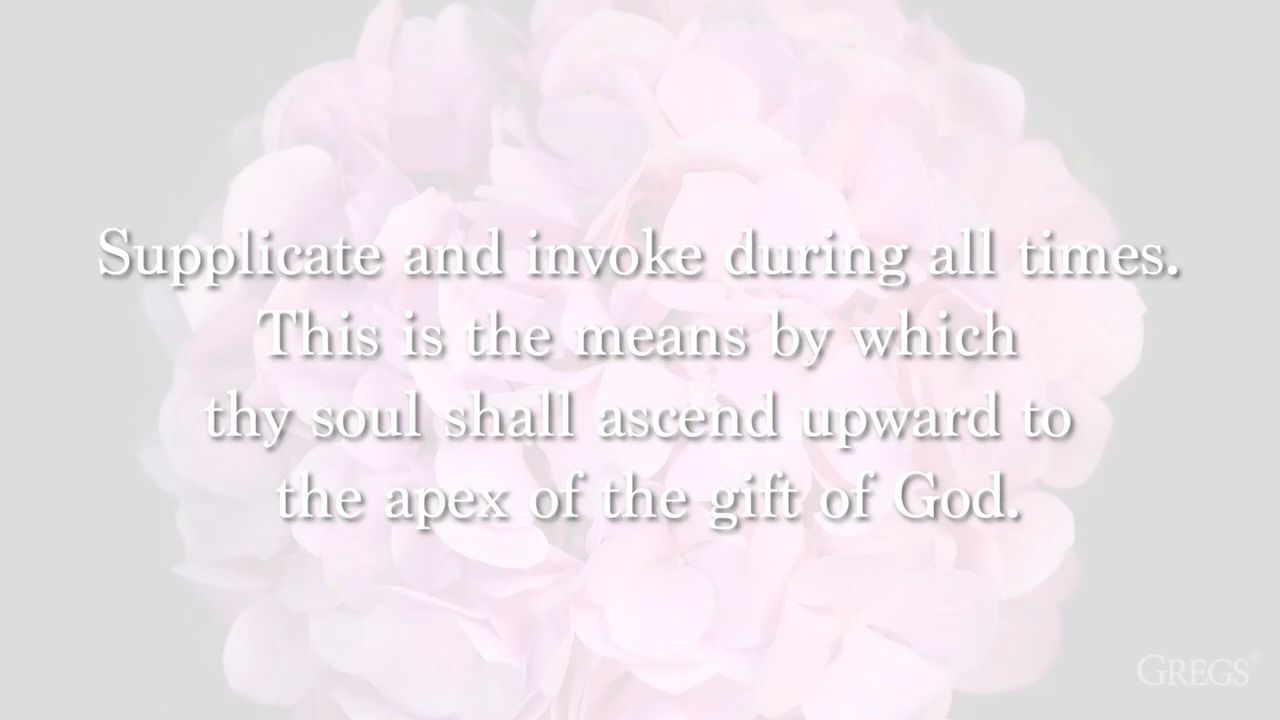 Supplicate and invoke during all times.
This is the means by which
thy soul shall ascend upward to
the apex of the gift of God.
GREGS